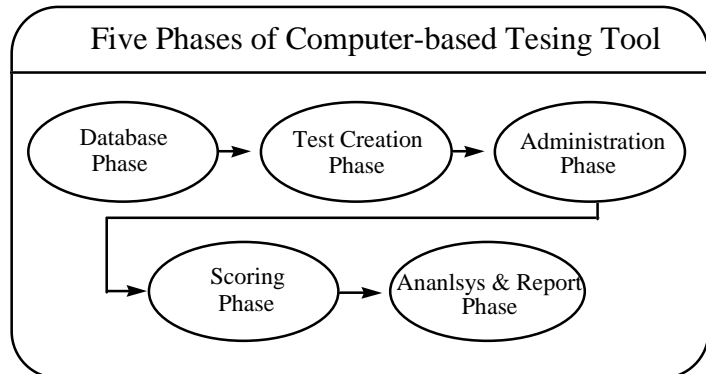 Five Phases of Computer-based Tesing Tool
Database
Phase
Test Creation
Phase
Administration
Phase
Scoring
Phase
Ananlsys & Report
Phase